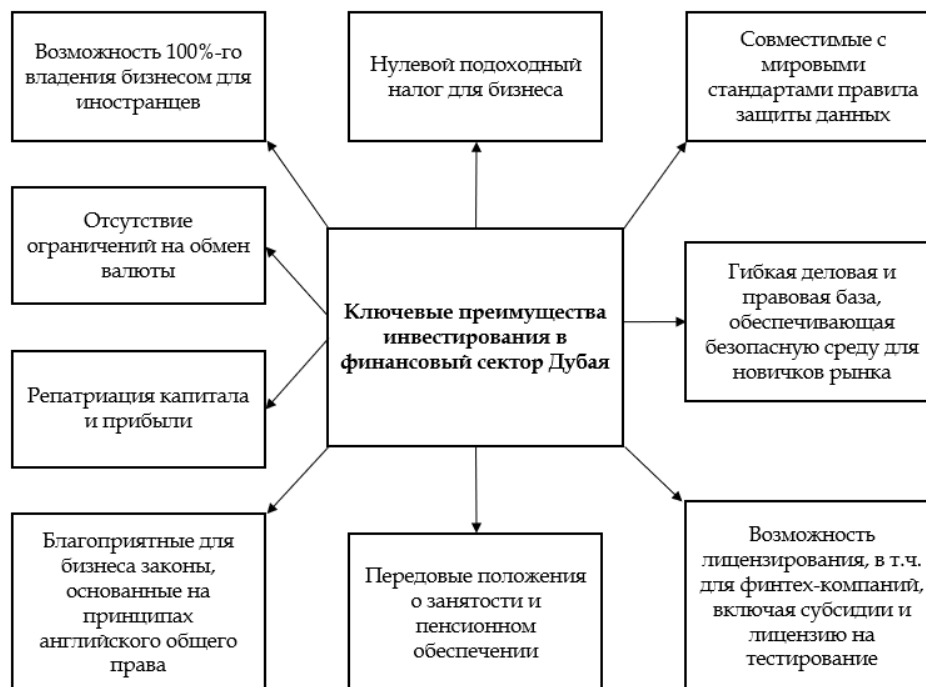 Возможность 100%-го
владения бизнесом для
иностранцев
Нулевой подоходный
налог для бизнеса
Совместимые с
мировыми
стандартами правила
защиты данных
Отсутствие
ограничений на обмен
валюты
Ключевые преимущества
инвестирования в
финансовый сектор Дубая
Гибкая деловая и
правовая база,
обеспечивающая
безопасную среду для
новичков рынка
Репатриация капитала
и прибыли
Благоприятные для
бизнеса законы,
основанные на
принципах
английского общего
права
Передовые положения
о занятости и
пенсионном
обеспечении
Возможность
лицензирования, в т.ч.
для финтех-компаний,
включая субсидии и
лицензию на
тестирование